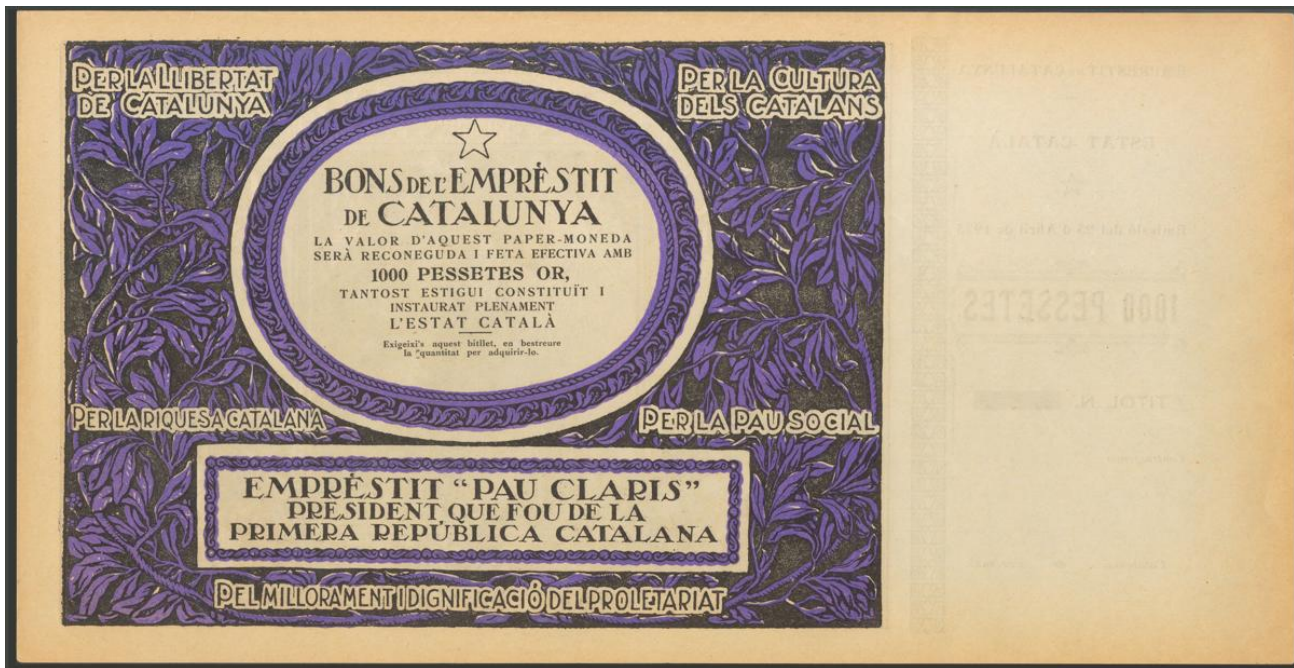 PER LA LLIBERTAT
DE CATALUNYA
PER LA CULTURA
DELS CATALANS
BONS DE L'EMPRÈSTIT
DE CATALUNYA
LA VALOR D'AQUEST PAPER-MONEDA
SERÀ RECONEGUDA I FETA EFECTIVA AMB
1000 PESSETES OR,
TANTOST ESTIGUI CONSTITUÏT I
INSTAURAT PLENAMENT
L'ESTAT CATALÀ
Exigeixi's aquest bitllet, en bestreure
la quantitat per adquirir-lo.
PER LA RIQUESA CATALANA
PER LA PAU SOCIAL
EMPRÈSTIT "PAU CLARIS"
PRESIDENT QUE FOU DE LA
PRIMERA REPÚBLICA CATALANA
PEL MILLORAMENT I DIGNIFICACIÓ DEL PROLETARIAT
ESTAT CATALÀ
1000 PESSETES
TITOL N.